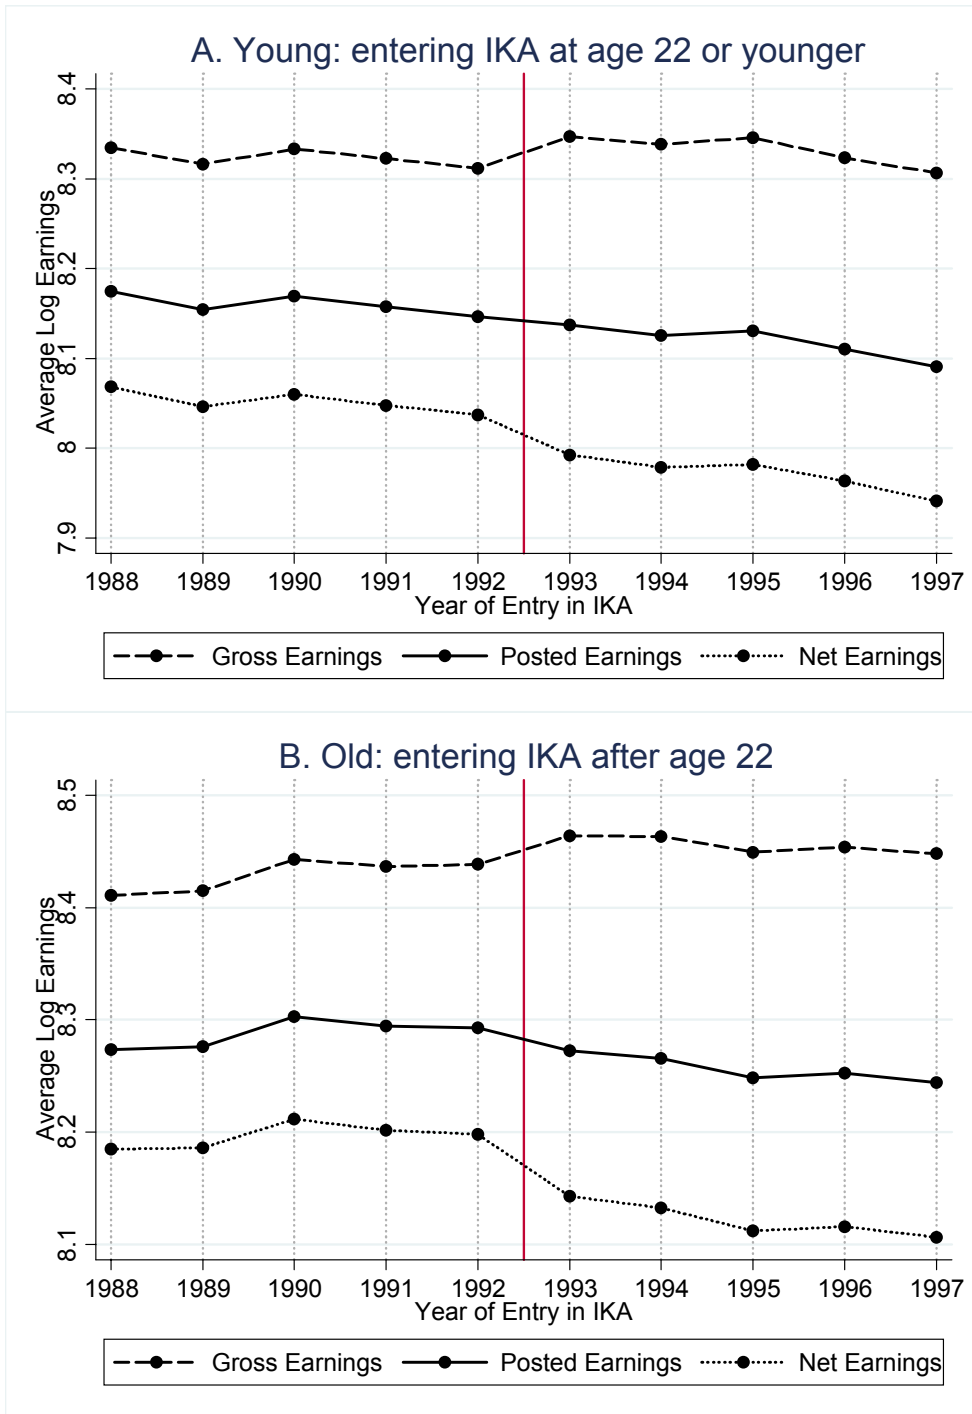 A. Young: entering IKA at age 22 or younger
Average Log Earnings
8.4
8.3
8.2
8.1
8
7.9
1988 1989 1990 1991 1992 1993 1994 1995 1996 1997
Year of Entry in IKA
Gross Earnings Posted Earnings Net Earnings
B. Old: entering IKA after age 22
Average Log Earnings
8.5
8.4
8.3
8.2
8.1
1988 1989 1990 1991 1992 1993 1994 1995 1996 1997
Year of Entry in IKA
Gross Earnings Posted Earnings Net Earnings